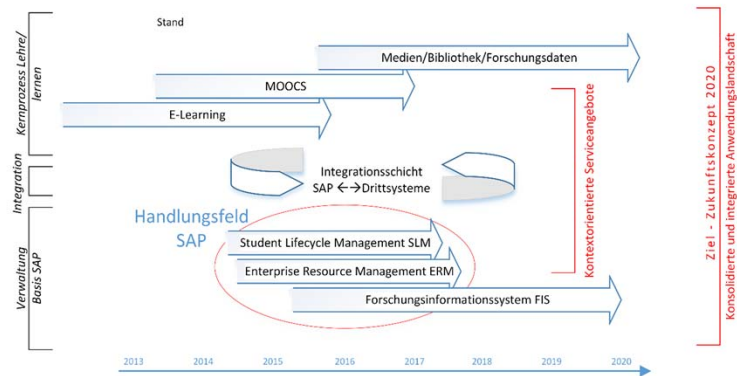 Stand
Kernprozess Lehre/
lernen
Medien/Bibliothek/Forschungsdaten
MOOCS
E-Learning
Integration
Integrationsschicht
SAP ←→Drittsysteme
Verwaltung
Basis SAP
Handlungsfeld
SAP
Student Lifecycle Management SLM
Enterprise Resource Management ERM
Forschungsinformationssystem FIS
Kontextorientierte Serviceangebote
Ziel - Zukunftskonzept 2020
Konsolidierte und integrierte Anwendungslandschaft
2013 2014 2015 2016 2017 2018 2019 2020